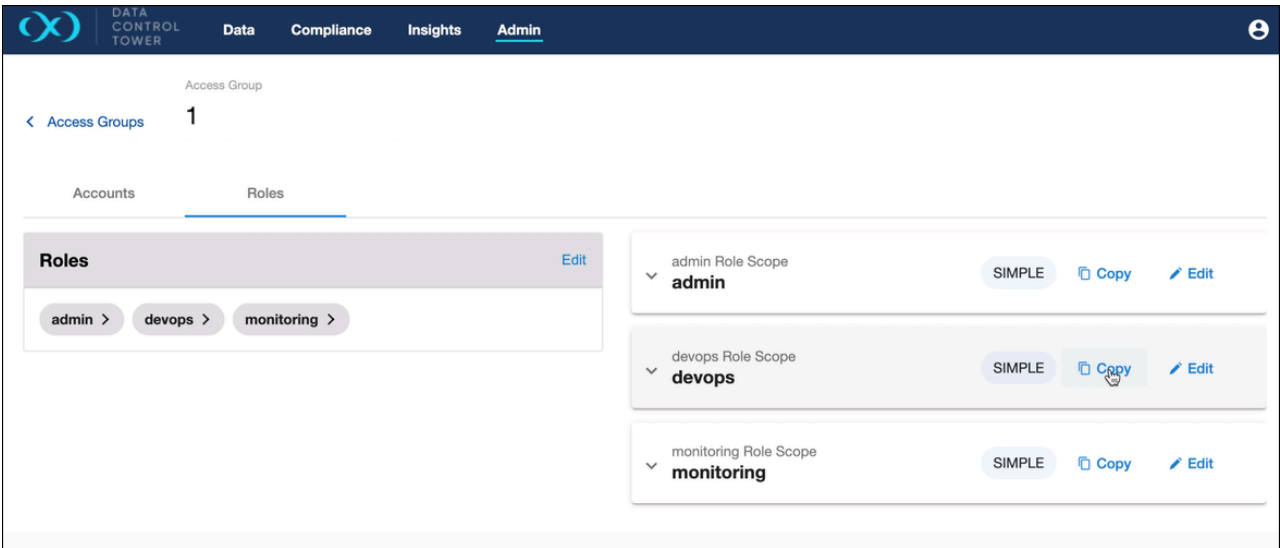 DATA
CONTROL
TOWER
Data Compliance Insights Admin
Access Group
Access Groups
1
Accounts Roles
Roles Edit
admin devops monitoring
admin Role Scope
admin
SIMPLE Copy Edit
devops Role Scope
devops
SIMPLE Copy Edit
monitoring Role Scope
monitoring
SIMPLE Copy Edit